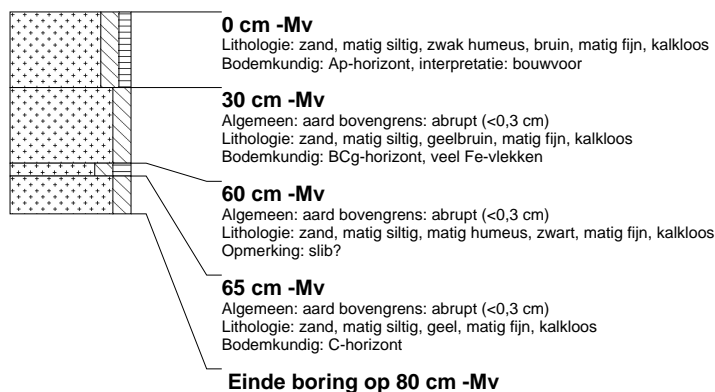 0 cm -Mv
Lithologie: zand, matig siltig, zwak humeus, bruin, matig fijn, kalkloos
Bodemkundig: Ap-horizont, interpretatie: bouwvoor
30 cm -Mv
Algemeen: aard bovengrens: abrupt (<0,3 cm)
Lithologie: zand, matig siltig, geelbruin, matig fijn, kalkloos
Bodemkundig: BCg-horizont, veel Fe-vlekken
60 cm -Mv
Algemeen: aard bovengrens: abrupt (<0,3 cm)
Lithologie: zand, matig siltig, matig humeus, zwart, matig fijn, kalkloos
Opmerking: slib?
65 cm -Mv
Algemeen: aard bovengrens: abrupt (<0,3 cm)
Lithologie: zand, matig siltig, geel, matig fijn, kalkloos
Bodemkundig: C-horizont
Einde boring op 80 cm -Mv